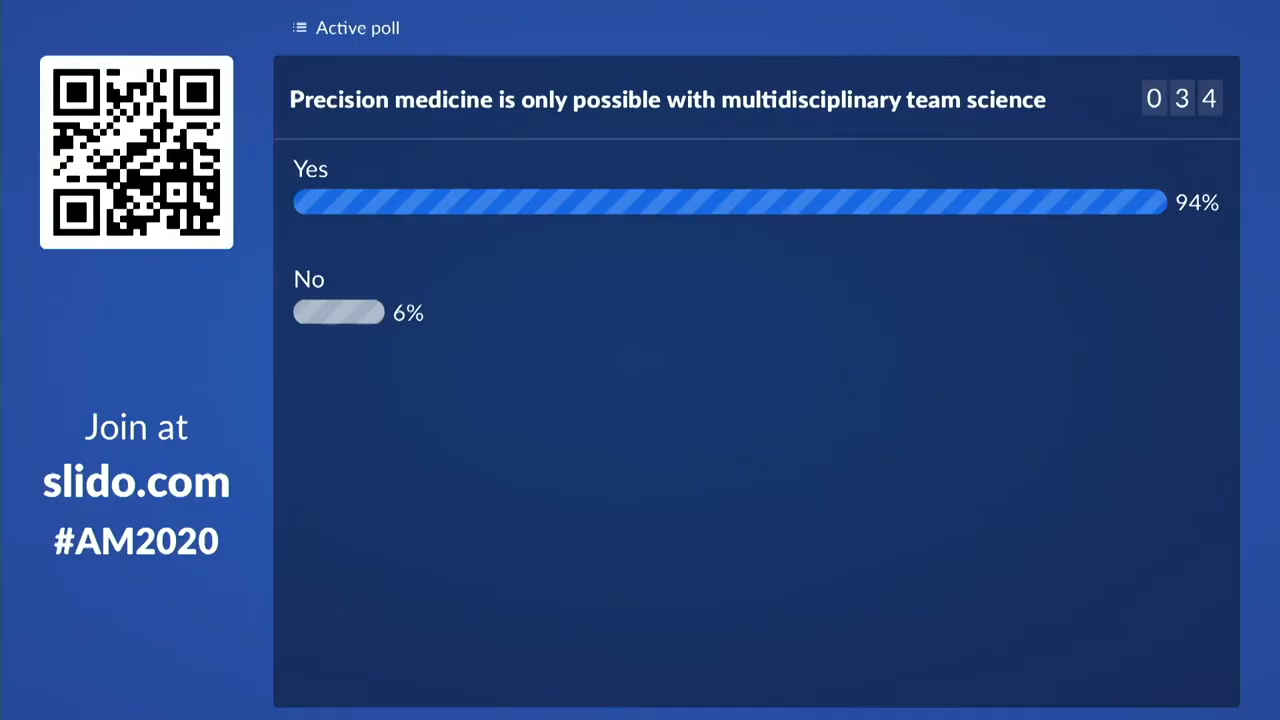 Active poll
Precision medicine is only possible with multidisciplinary team science
0 3 4
Yes
94%
No
6%
Join at
slido.com
#AM2020